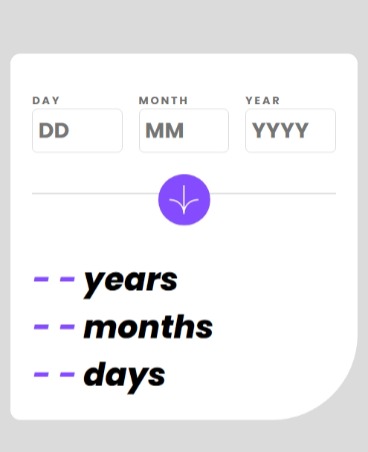 DAY MONTH YEAR
DD MM YYYY
- - years
- - months
- - days